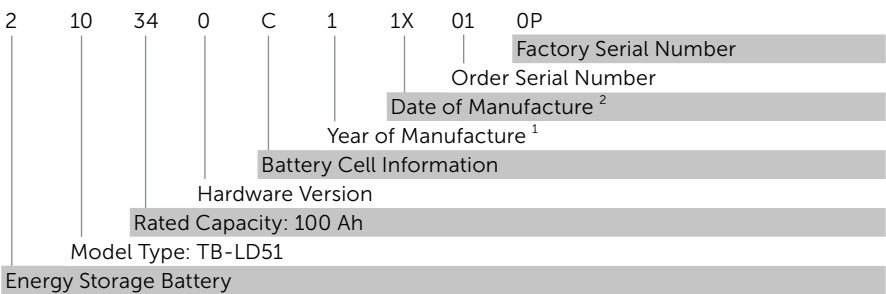 2 10 34 0 C 1 1X 01 0P
Factory Serial Number
Order Serial Number
Date of Manufacture 2
Year of Manufacture 1
Battery Cell Information
Hardware Version
Rated Capacity: 100 Ah
Model Type: TB-LD51
Energy Storage Battery